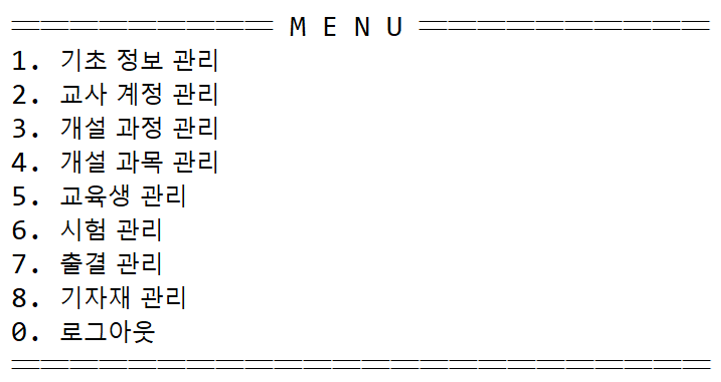 ═════════ M E N U ══════════
1. 기초 정보 관리
2. 교사 계정 관리
3. 개설 과정 관리
4. 개설 과목 관리
5. 교육생 관리
6. 시험 관리
7. 출결 관리
8. 기자재 관리
0. 로그아웃
════════════════════════